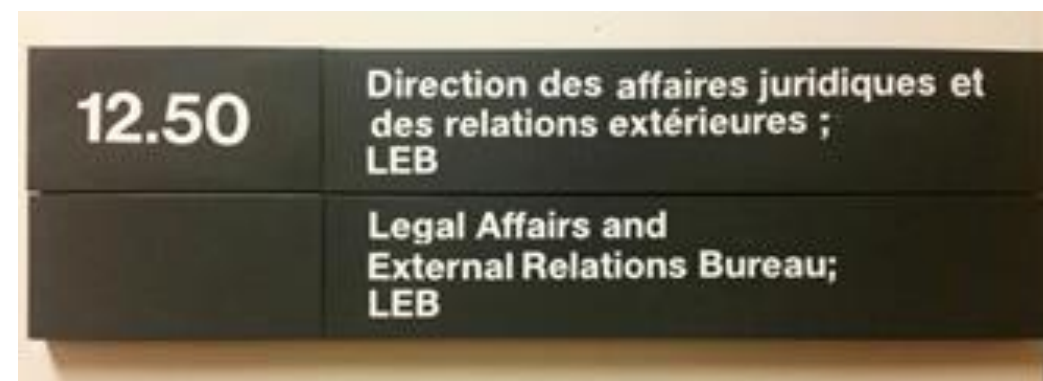 12.50
Direction des affaires juridiques et
des relations extérieures ;
LEB
Legal Affairs and
External Relations Bureau;
LEB